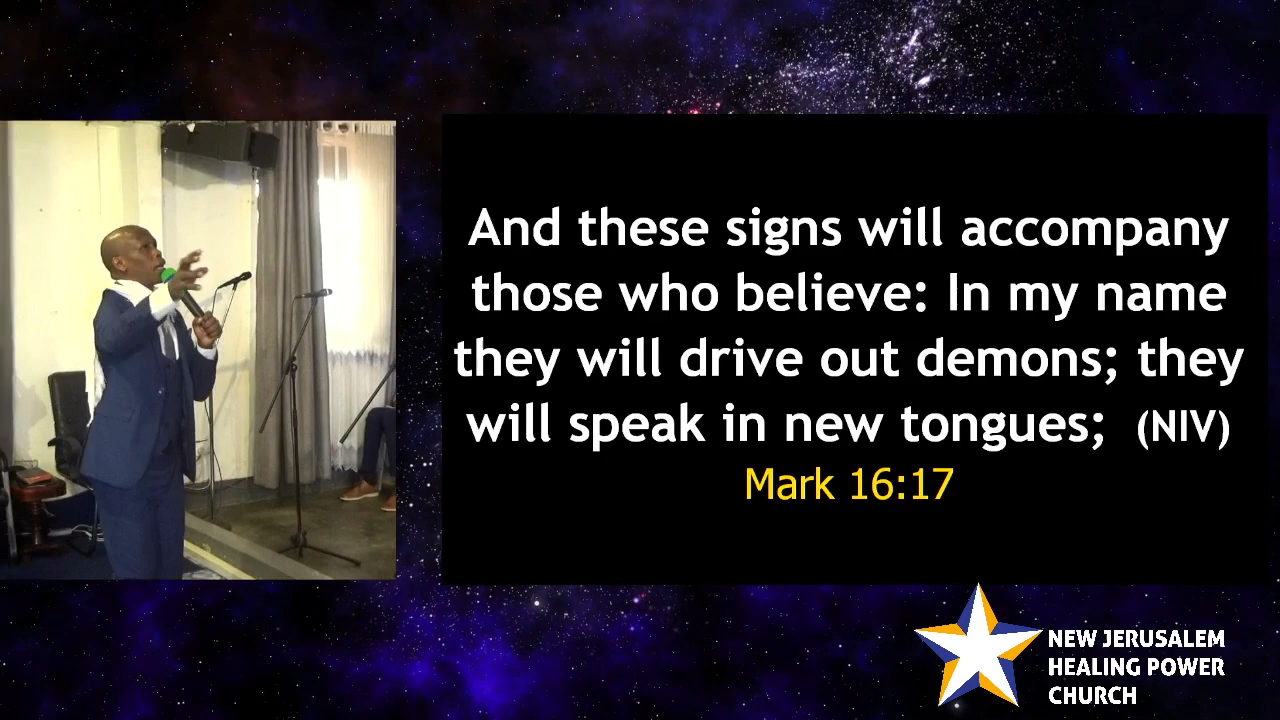 And these signs will accompany
those who believe: In my name
they will drive out demons; they
will speak in new tongues; (NIV)
Mark 16:17
NEW JERUSALEM
HEALING POWER
CHURCH